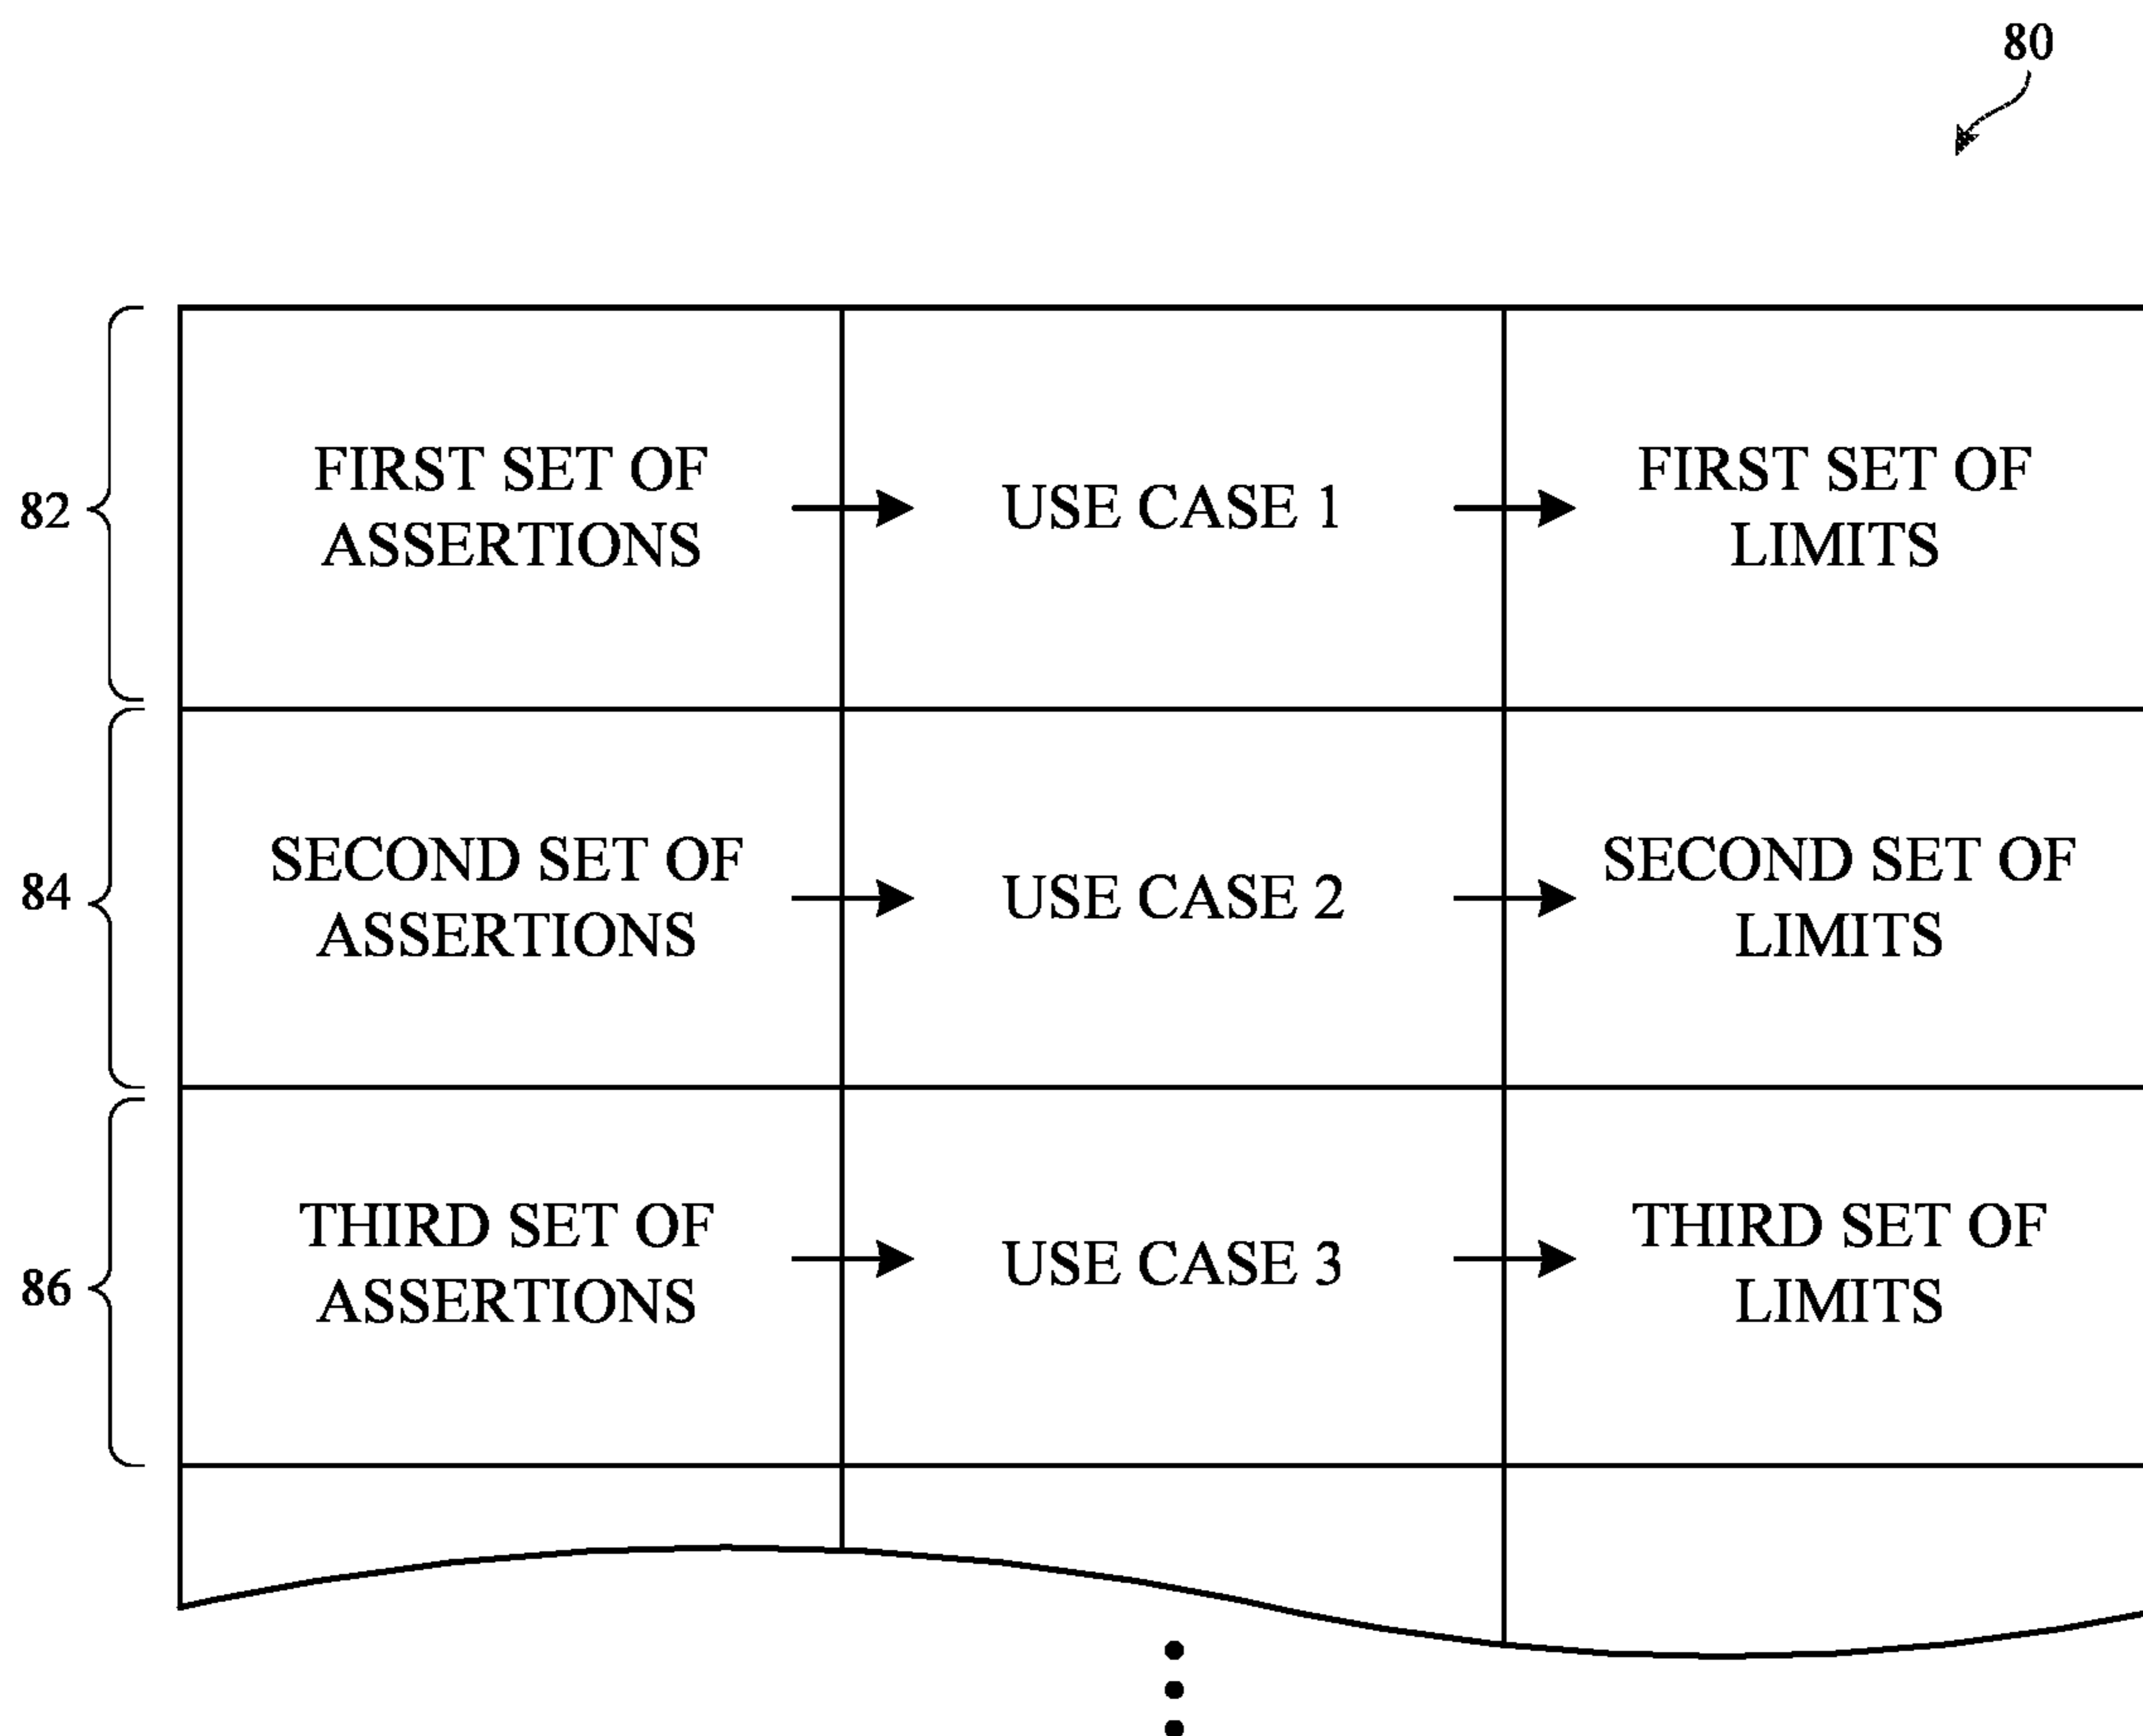 80
82
FIRST SET OF
ASSERTIONS
USE CASE 1
FIRST SET OF
LIMITS
84
SECOND SET OF
ASSERTIONS
USE CASE 2
SECOND SET OF
LIMITS
86
THIRD SET OF
ASSERTIONS
USE CASE 3
THIRD SET OF
LIMITS